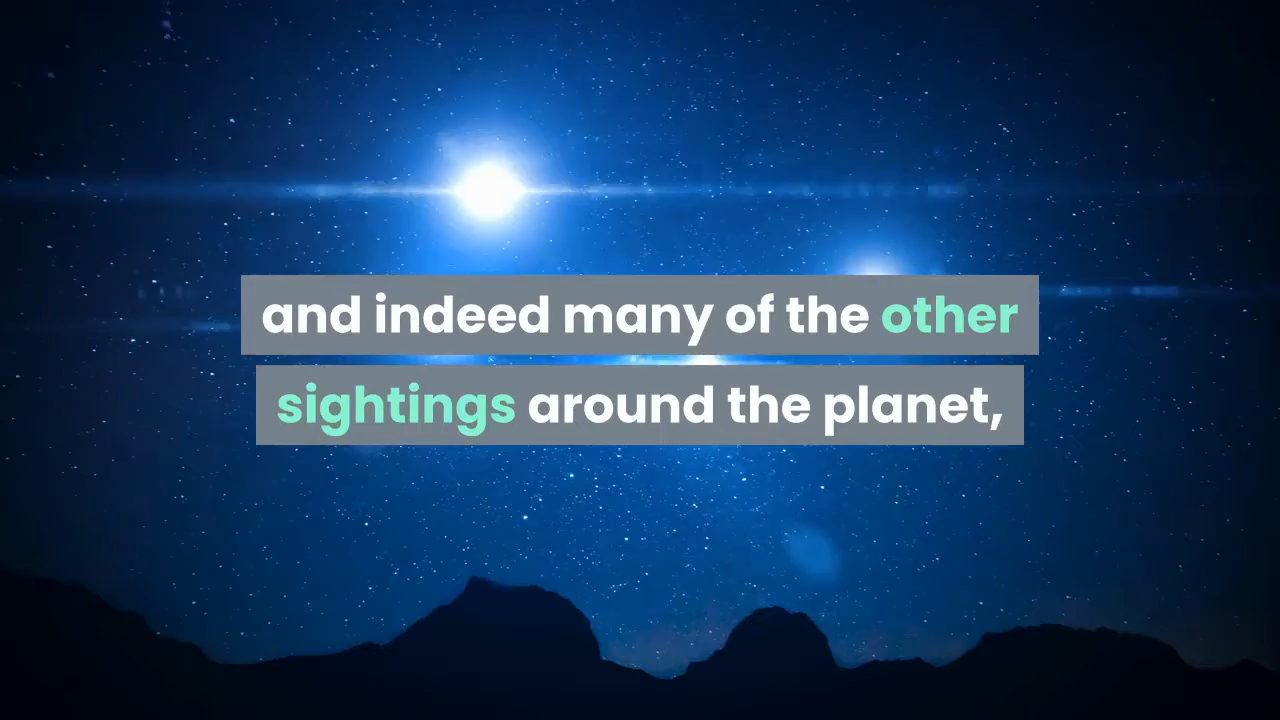 and indeed many of the other
sightings around the planet,